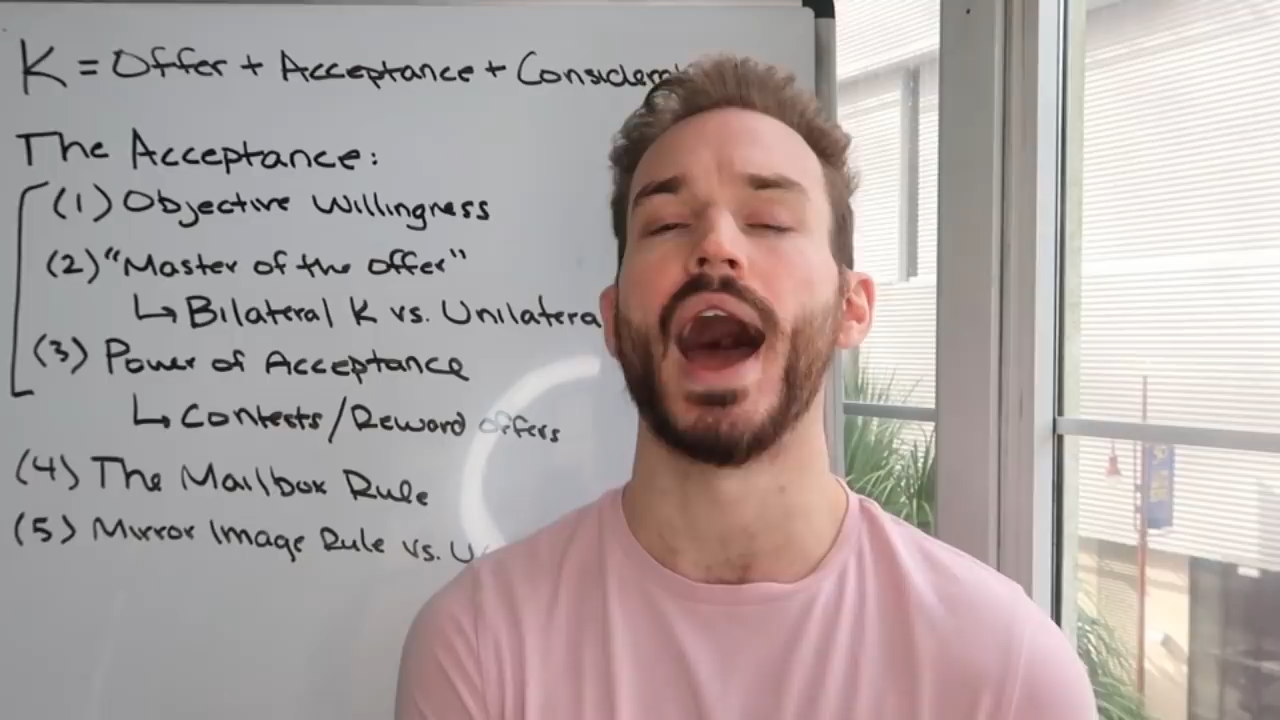 K = Offer + Acceptance + Considera
The Acceptance:
(1) Objective Willingness
(2) "Master of the offer"
↳ Bilateral K vs. Unilatera
(3) Power of Acceptance
↳ Contests/Reward offers
(4) The Mailbox Rule
(5) Mirror Image Rule vs. U